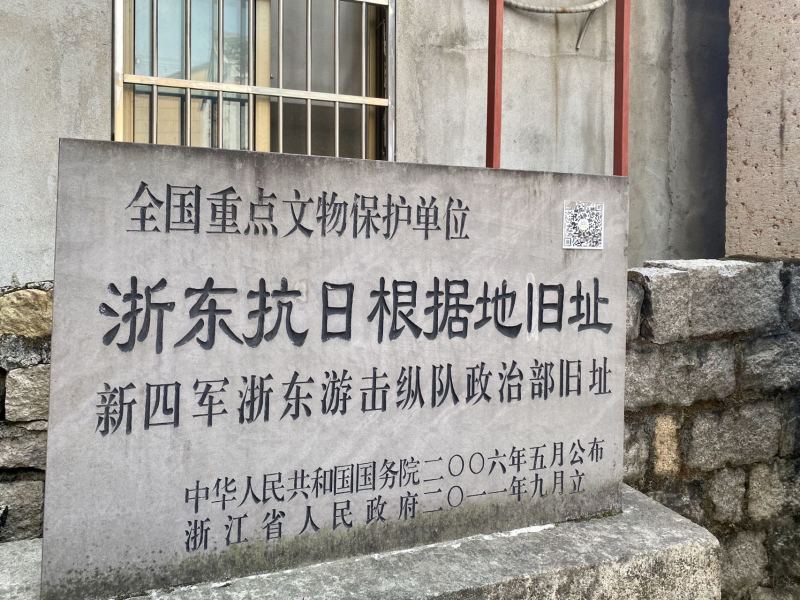 全国重点文物保护单位
浙东抗日根据地旧址
新四军浙东游击纵队政治部旧址
中华人民共和国国务院二〇〇六年五月公布
浙江省人民政府二〇一一年九月立